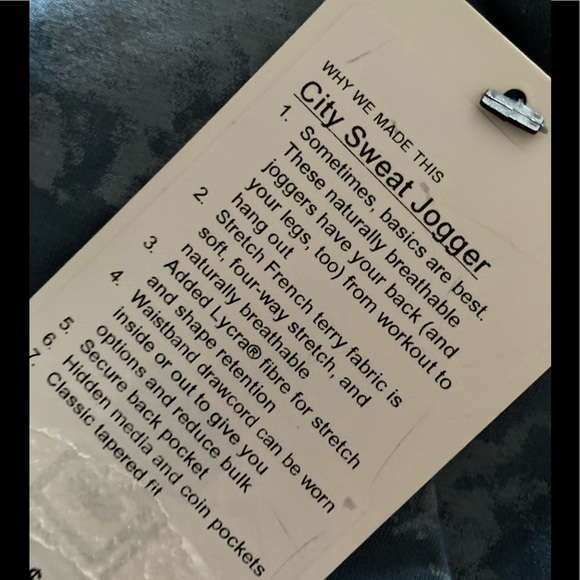 WHY WE MADE THIS
City Sweat Jogger
1. Sometimes, basics are best.
These naturally breathable
joggers have your back (and
your legs, too) from workout to
hang out
2. Stretch French terry fabric is
soft, four-way stretch, and
naturally breathable
3. Added Lycra® fibre for stretch
and shape retention
4. Waistband drawcord can be worn
inside or out to give you
options and reduce bulk
5. Secure back pocket
6. Hidden media and coin pockets
7. Classic tapered fit